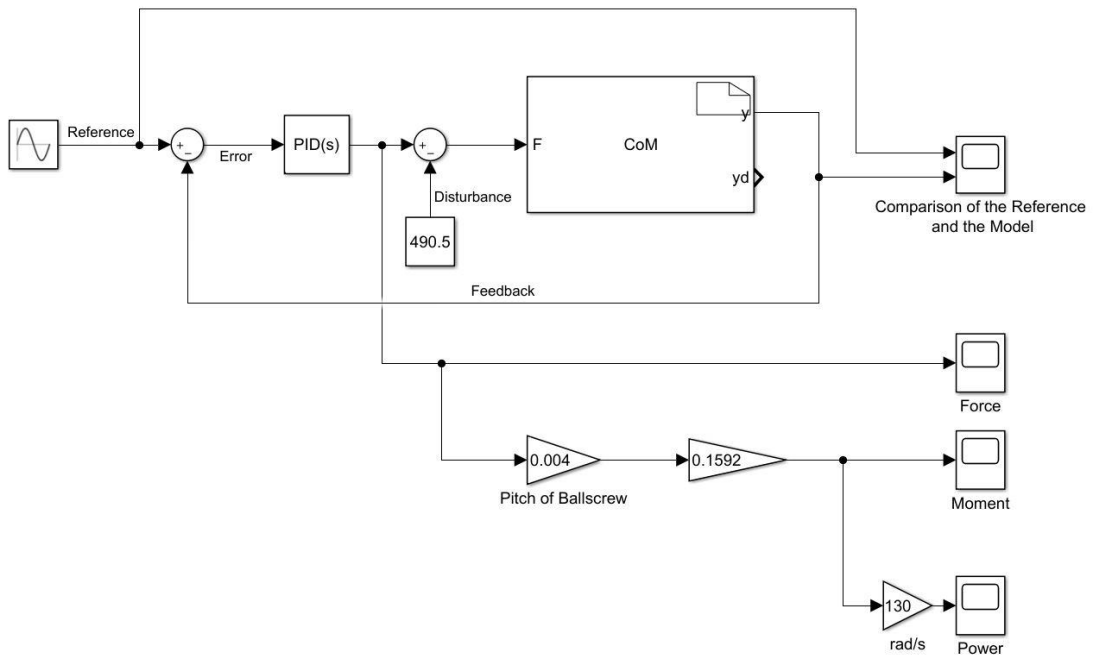 Reference
+
−
Error
PID(s)
+
−
Disturbance
490.5
F
CoM
y
yd
Comparison of the Reference
and the Model
Feedback
Force
0.004
Pitch of Ballscrew
0.1592
Moment
130
rad/s
Power